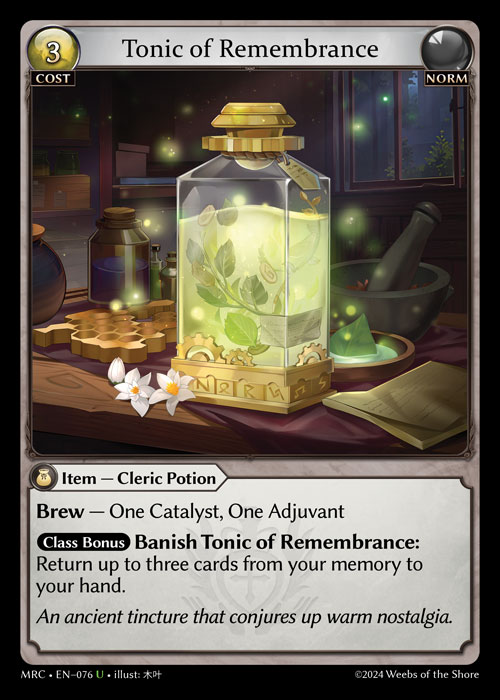 3
Tonic of Remembrance
COST
NORM
Item — Cleric Potion
Brew — One Catalyst, One Adjuvant
Class Bonus Banish Tonic of Remembrance:
Return up to three cards from your memory to
your hand.
An ancient tincture that conjures up warm nostalgia.
MRC • EN–076 U • illust: 木叶
©2024 Weebs of the Shore